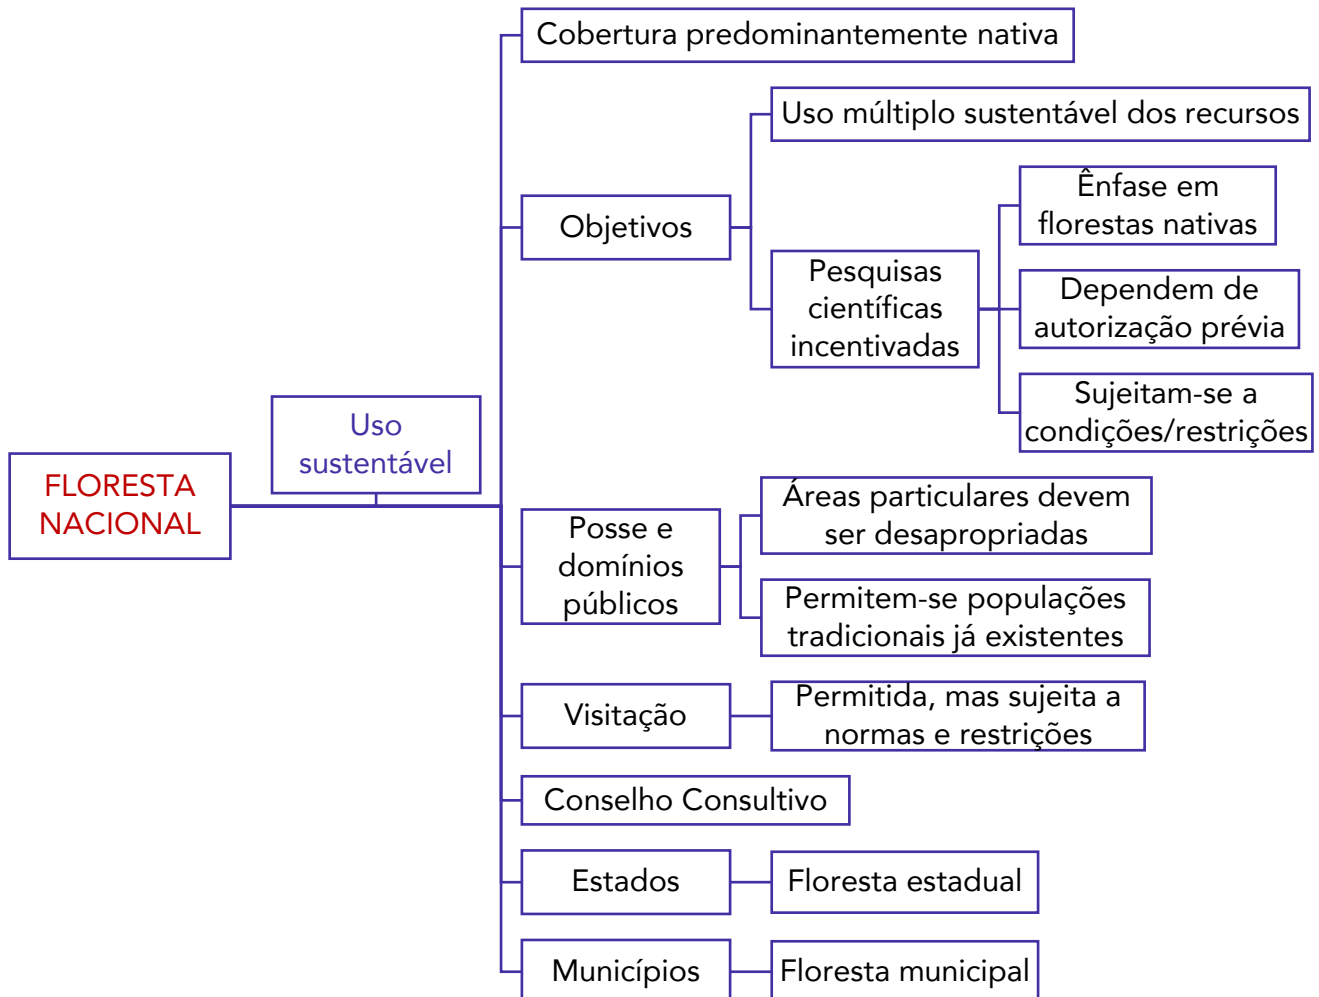 FLORESTA
NACIONAL
Uso
sustentável
Cobertura predominantemente nativa
Objetivos
Uso múltiplo sustentável dos recursos
Pesquisas
científicas
incentivadas
Ênfase em
florestas nativas
Dependem de
autorização prévia
Sujeitam-se a
condições/restrições
Posse e
domínios
públicos
Áreas particulares devem
ser desapropriadas
Permitem-se populações
tradicionais já existentes
Visitação
Permitida, mas sujeita a
normas e restrições
Conselho Consultivo
Estados
Floresta estadual
Municípios
Floresta municipal